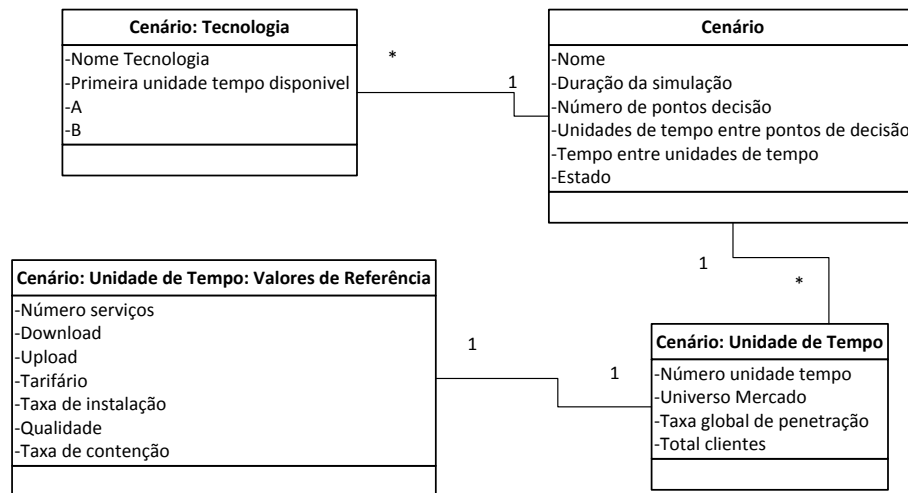 Cenário: Tecnologia
-Nome Tecnologia
-Primeira unidade tempo disponivel
-A
-B
*
1
Cenário
-Nome
-Duração da simulação
-Número de pontos decisão
-Unidades de tempo entre pontos de decisão
-Tempo entre unidades de tempo
-Estado
1
*
Cenário: Unidade de Tempo: Valores de Referência
-Número serviços
-Download
-Upload
-Tarifário
-Taxa de instalação
-Qualidade
-Taxa de contenção
1
1
Cenário: Unidade de Tempo
-Número unidade tempo
-Universo Mercado
-Taxa global de penetração
-Total clientes